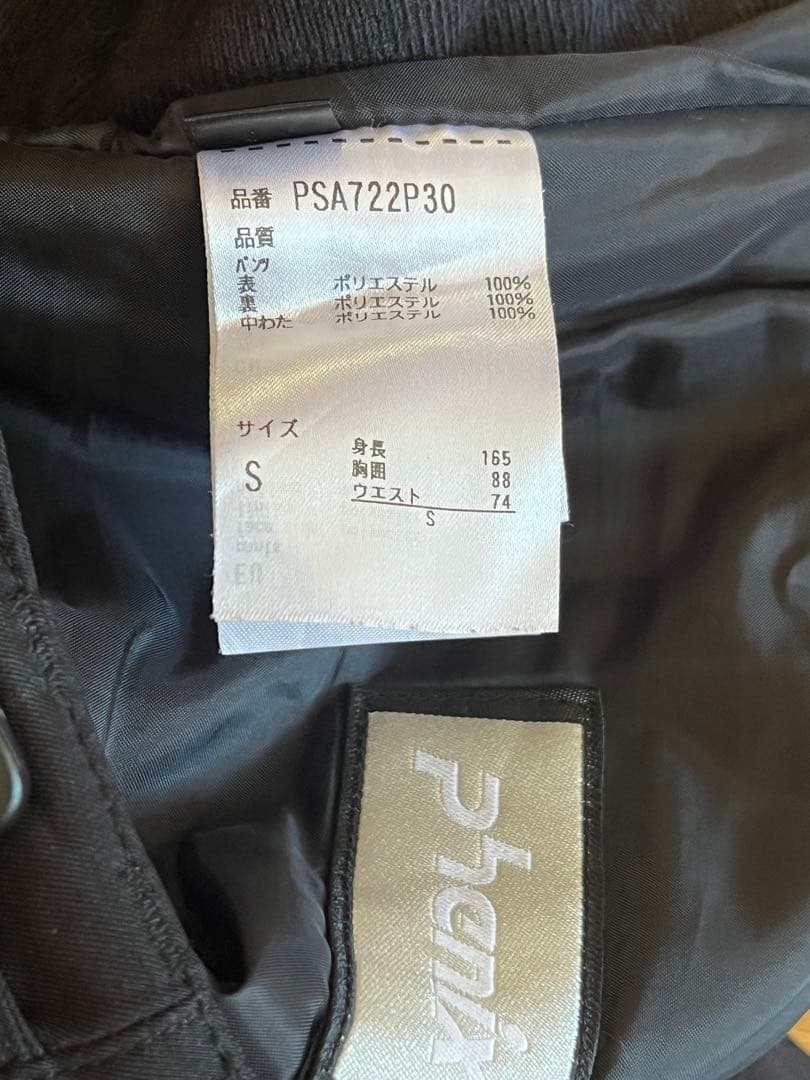 品番 PSA722P30
品質
パンツ
表 ポリエステル 100%
裏 ポリエステル 100%
中わた ポリエステル 100%
サイズ
S
身長 165
胸囲 88
ウエスト 74
S
phenix